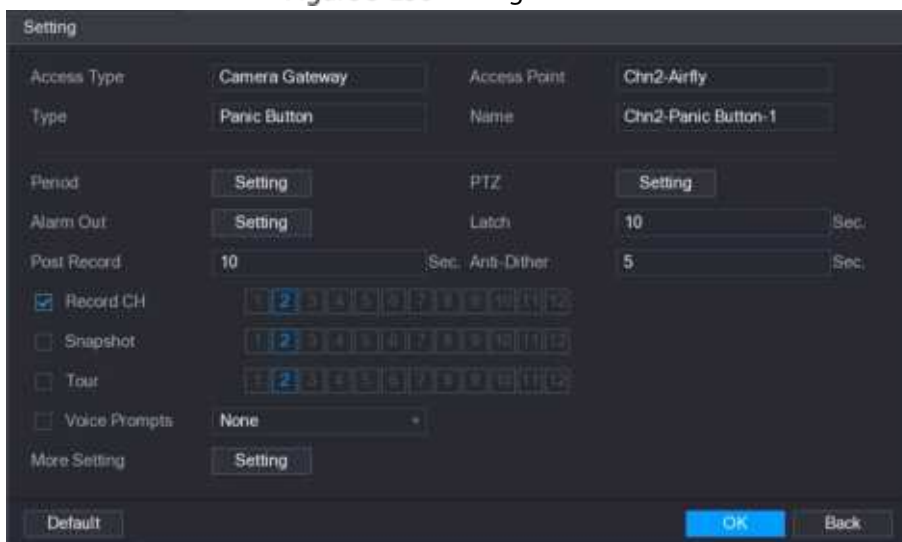 Setting
Access Type Camera Gateway Access Point Chn2-Airfly
Type Panic Button Name Chn2-Panic Button-1
Period Setting PTZ Setting
Alarm Out Setting Latch 10 Sec.
Post Record 10 Sec. Anti-Dither 5 Sec.
Record CH 1 2 3 4 5 6 7 8 9 10 11 12
Snapshot 1 2 3 4 5 6 7 8 9 10 11 12
Tour 1 2 3 4 5 6 7 8 9 10 11 12
Voice Prompts None
More Setting Setting
Default OK Back